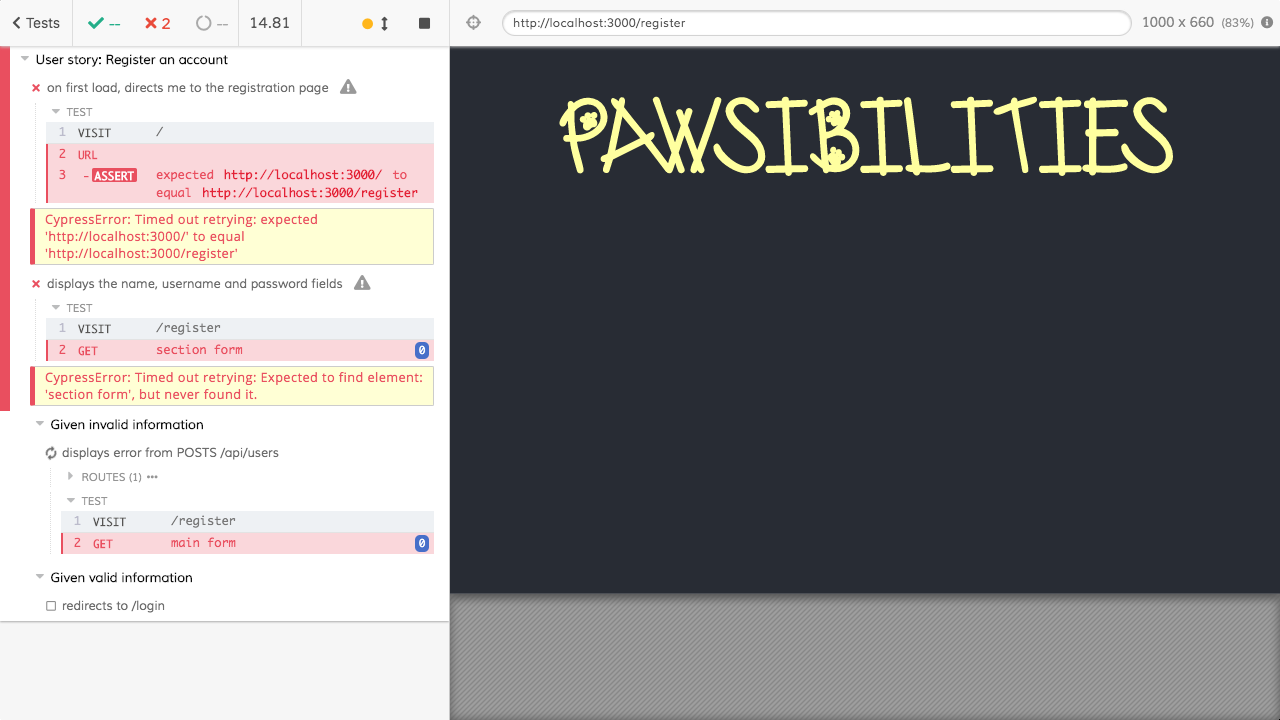 Tests
--
2
--
14.81
http://localhost:3000/register
1000 x 660 (83%)
User story: Register an account
on first load, directs me to the registration page
TEST
1 VISIT /
2 URL
3 - ASSERT expected http://localhost:3000/ to
equal http://localhost:3000/register
CypressError: Timed out retrying: expected
'http://localhost:3000/' to equal
'http://localhost:3000/register'
displays the name, username and password fields
TEST
1 VISIT /register
2 GET section form 0
CypressError: Timed out retrying: Expected to find element:
'section form', but never found it.
Given invalid information
displays error from POSTS /api/users
ROUTES (1) •••
TEST
1 VISIT /register
2 GET main form 0
Given valid information
redirects to /login
PAWSIBILITIES